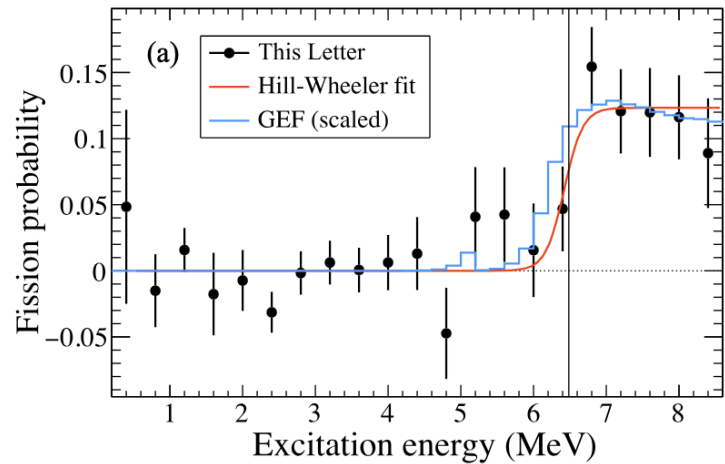 (a)
This Letter
Hill-Wheeler fit
GEF (scaled)
Fission probability
0.15
0.1
0.05
0
−0.05
1 2 3 4 5 6 7 8
Excitation energy (MeV)